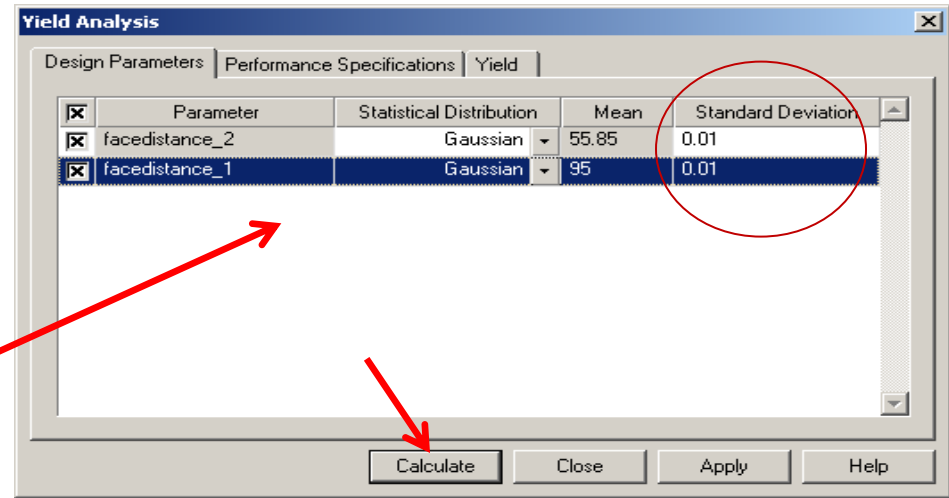 Yield Analysis
Design Parameters Performance Specifications Yield
Parameter Statistical Distribution Mean Standard Deviation
facedistance_2 Gaussian 55.85 0.01
facedistance_1 Gaussian 95 0.01
Calculate Close Apply Help